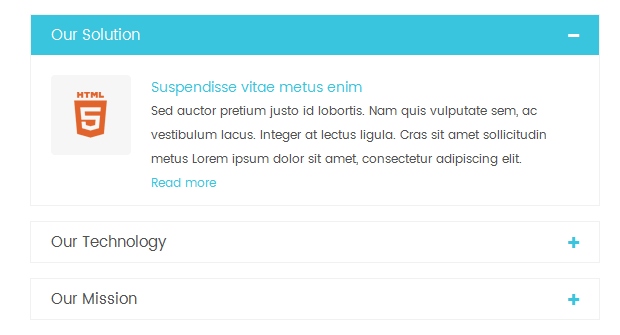 Our Solution
HTML
5
Suspendisse vitae metus enim
Sed auctor pretium justo id lobortis. Nam quis vulputate sem, ac
vestibulum lacus. Integer at lectus ligula. Cras sit amet sollicitudin
metus Lorem ipsum dolor sit amet, consectetur adipiscing elit.
Read more
Our Technology
Our Mission